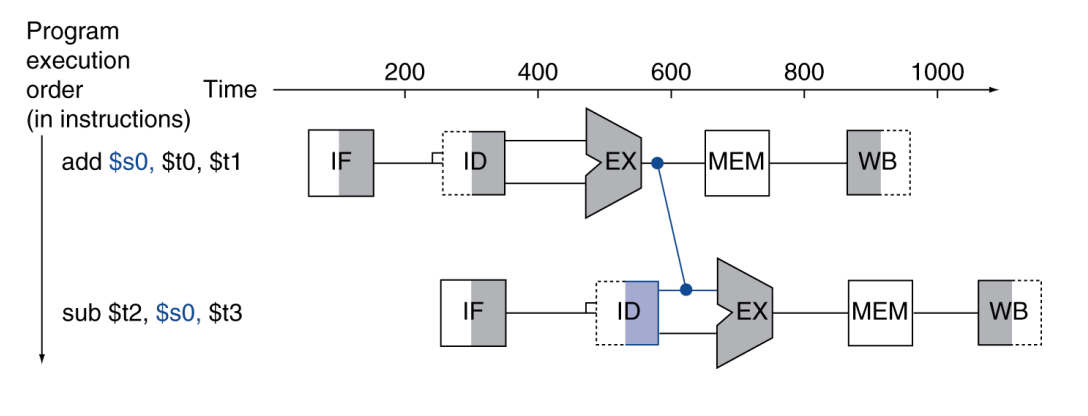 Program
execution
order
(in instructions)
Time
200 400 600 800 1000
add $s0, $t0, $t1
IF ID EX MEM WB
sub $t2, $s0, $t3
IF ID EX MEM WB